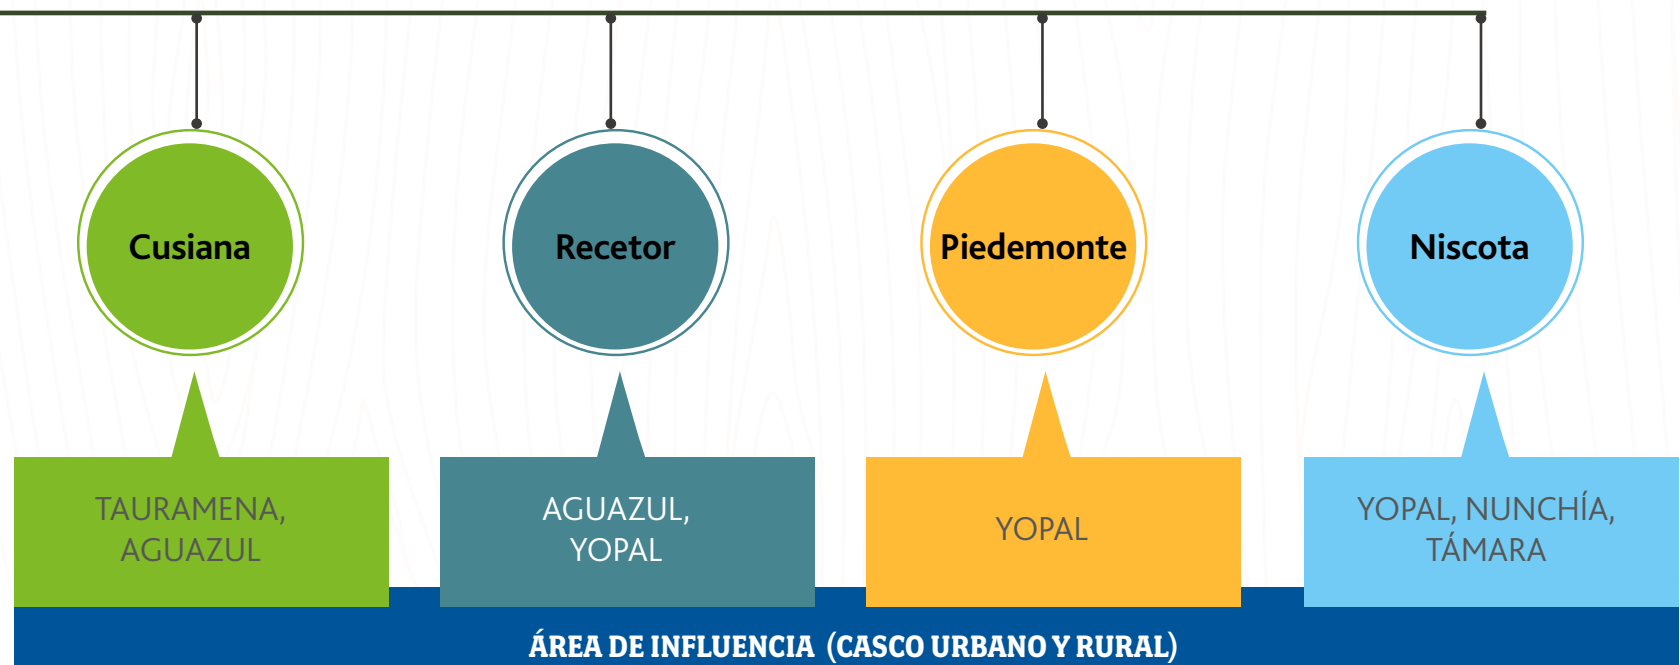 Cusiana
Recetor
Piedemonte
Niscota
TAURAMENA,
AGUAZUL
AGUAZUL,
YOPAL
YOPAL
YOPAL, NUNCHÍA,
TÁMARA
ÁREA DE INFLUENCIA (CASCO URBANO Y RURAL)